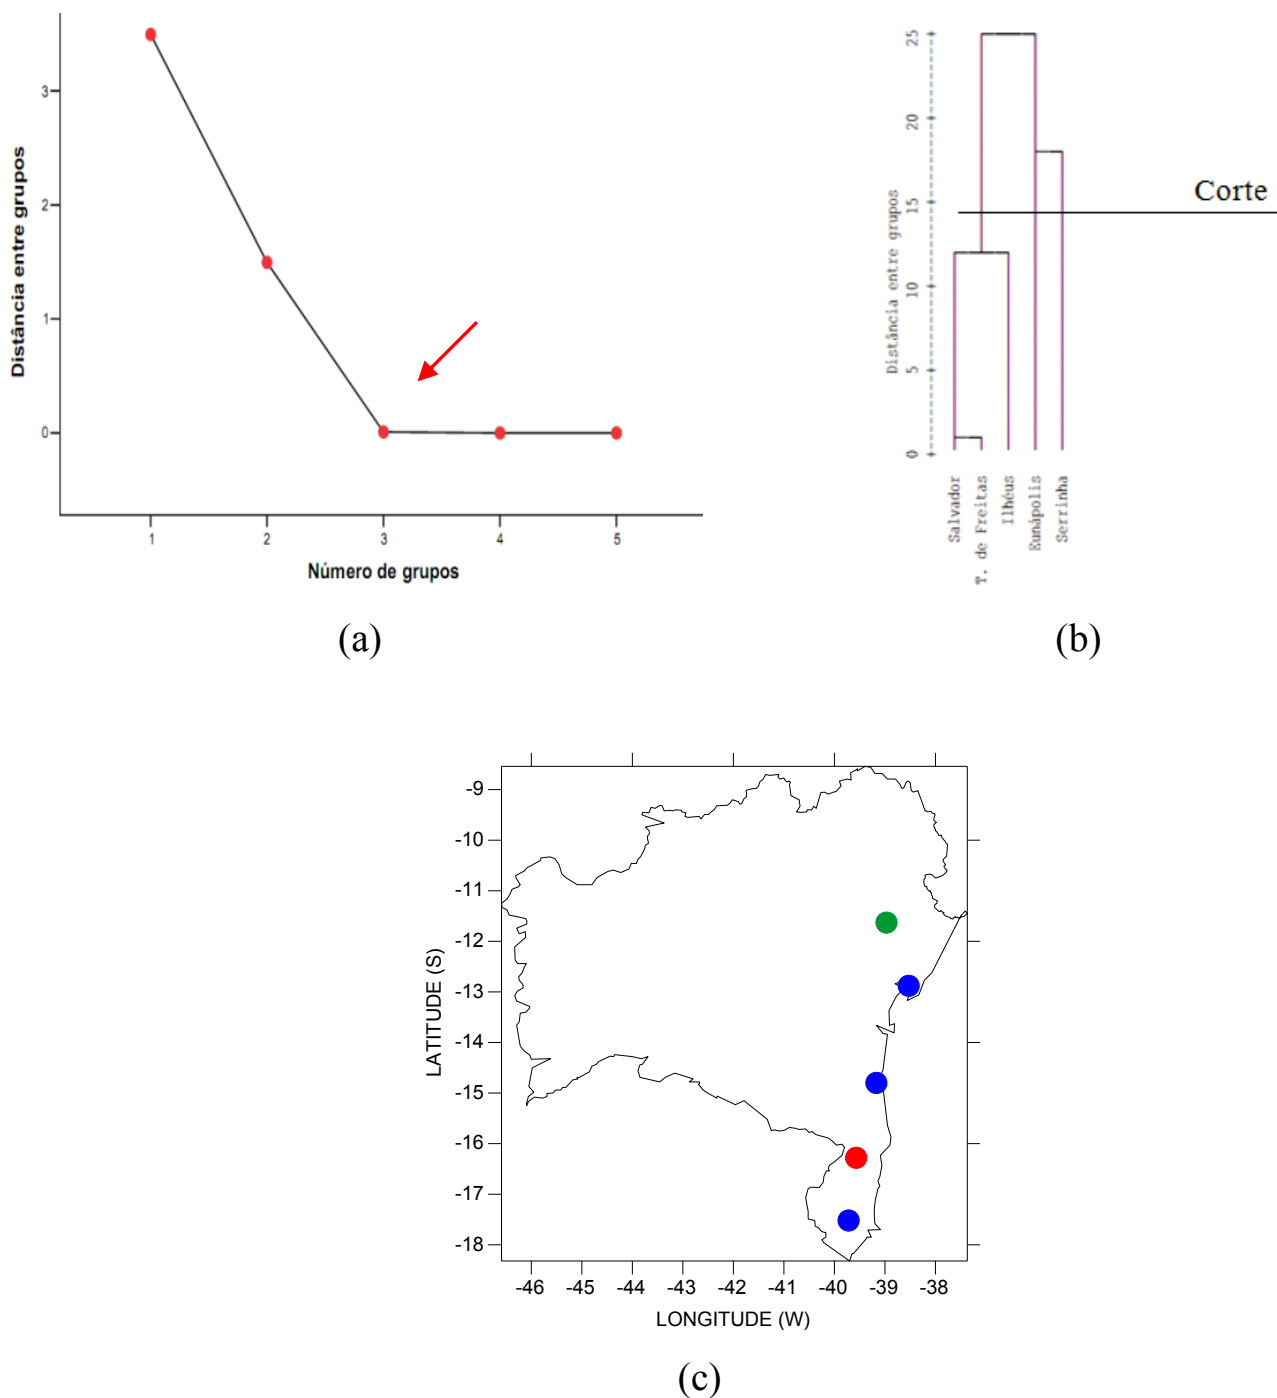 Distância entre grupos
3
2
1
0
1 2 3 4 5
Número de grupos
(a)
Distância entre grupos
25
20
15
10
5
0
Corte
Salvador
T. de Freitas
Ilhéus
Eunápolis
Serrinha
(b)
LATITUDE (S)
-9
-10
-11
-12
-13
-14
-15
-16
-17
-18
-46 -45 -44 -43 -42 -41 -40 -39 -38
LONGITUDE (W)
(c)